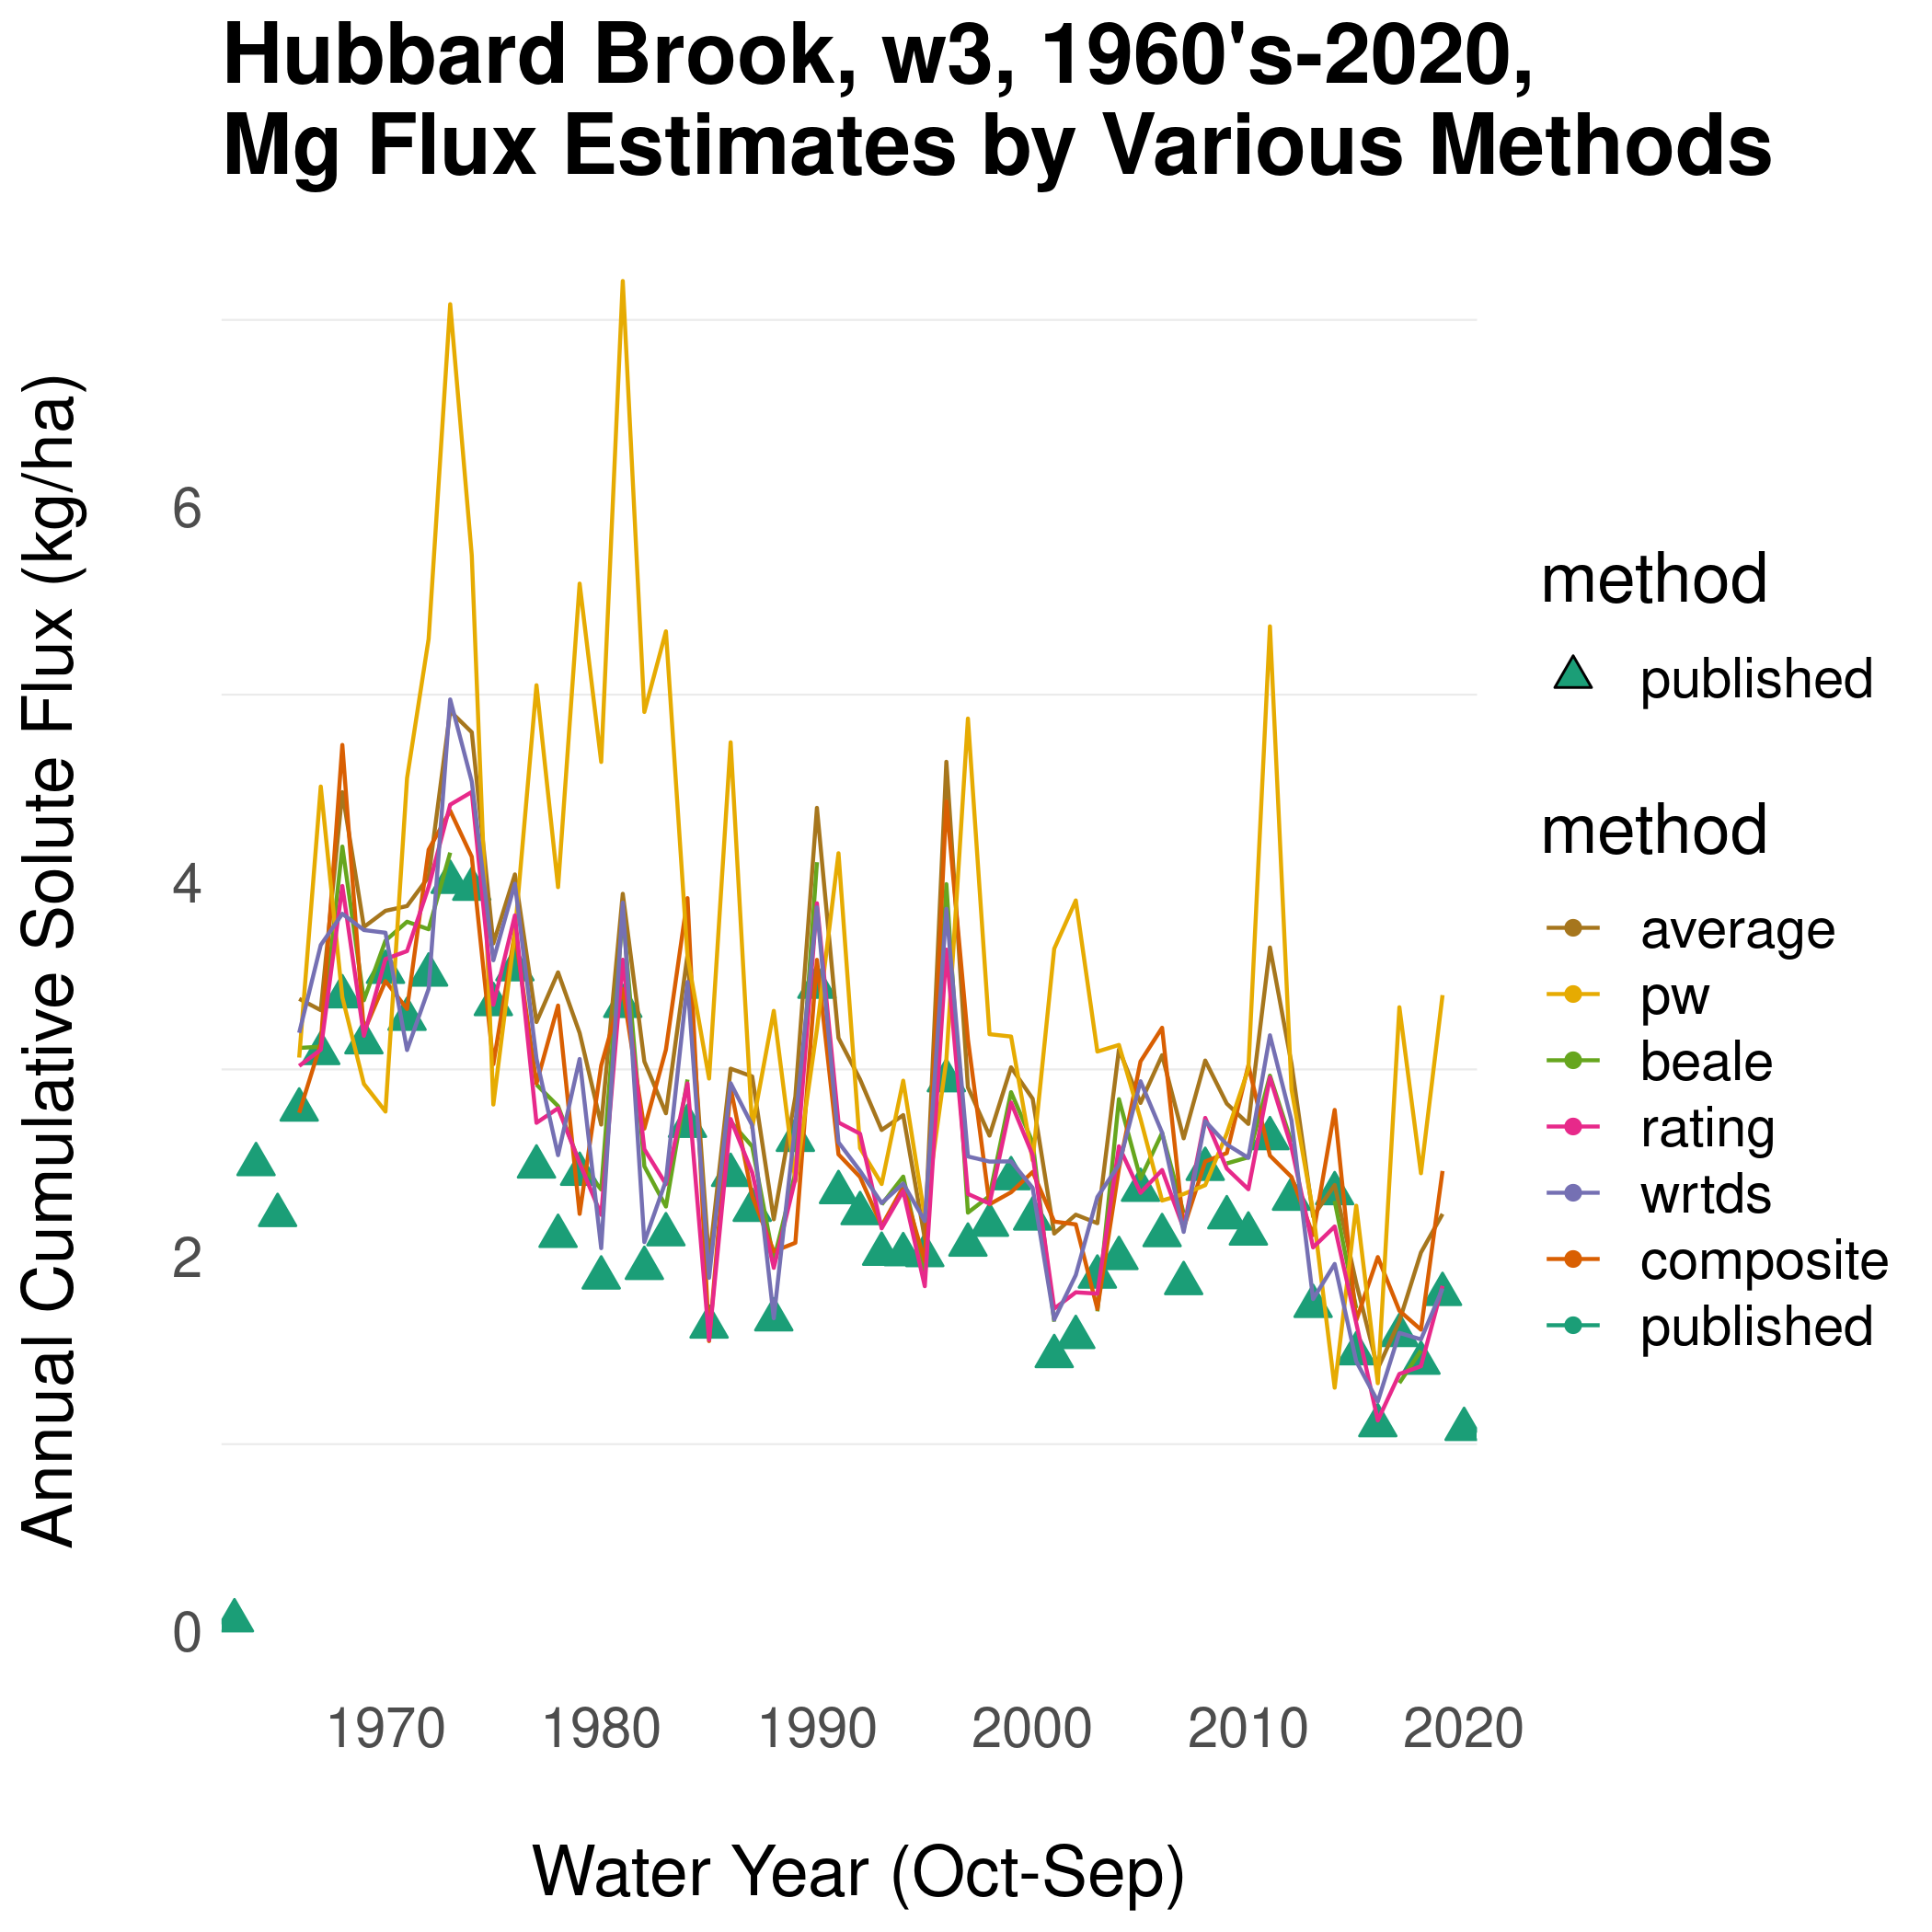 Hubbard Brook, w3, 1960's-2020,
Mg Flux Estimates by Various Methods
Annual Cumulative Solute Flux (kg/ha)
6
4
2
0
1970 1980 1990 2000 2010 2020
Water Year (Oct-Sep)
method
published
method
average
pw
beale
rating
wrtds
composite
published